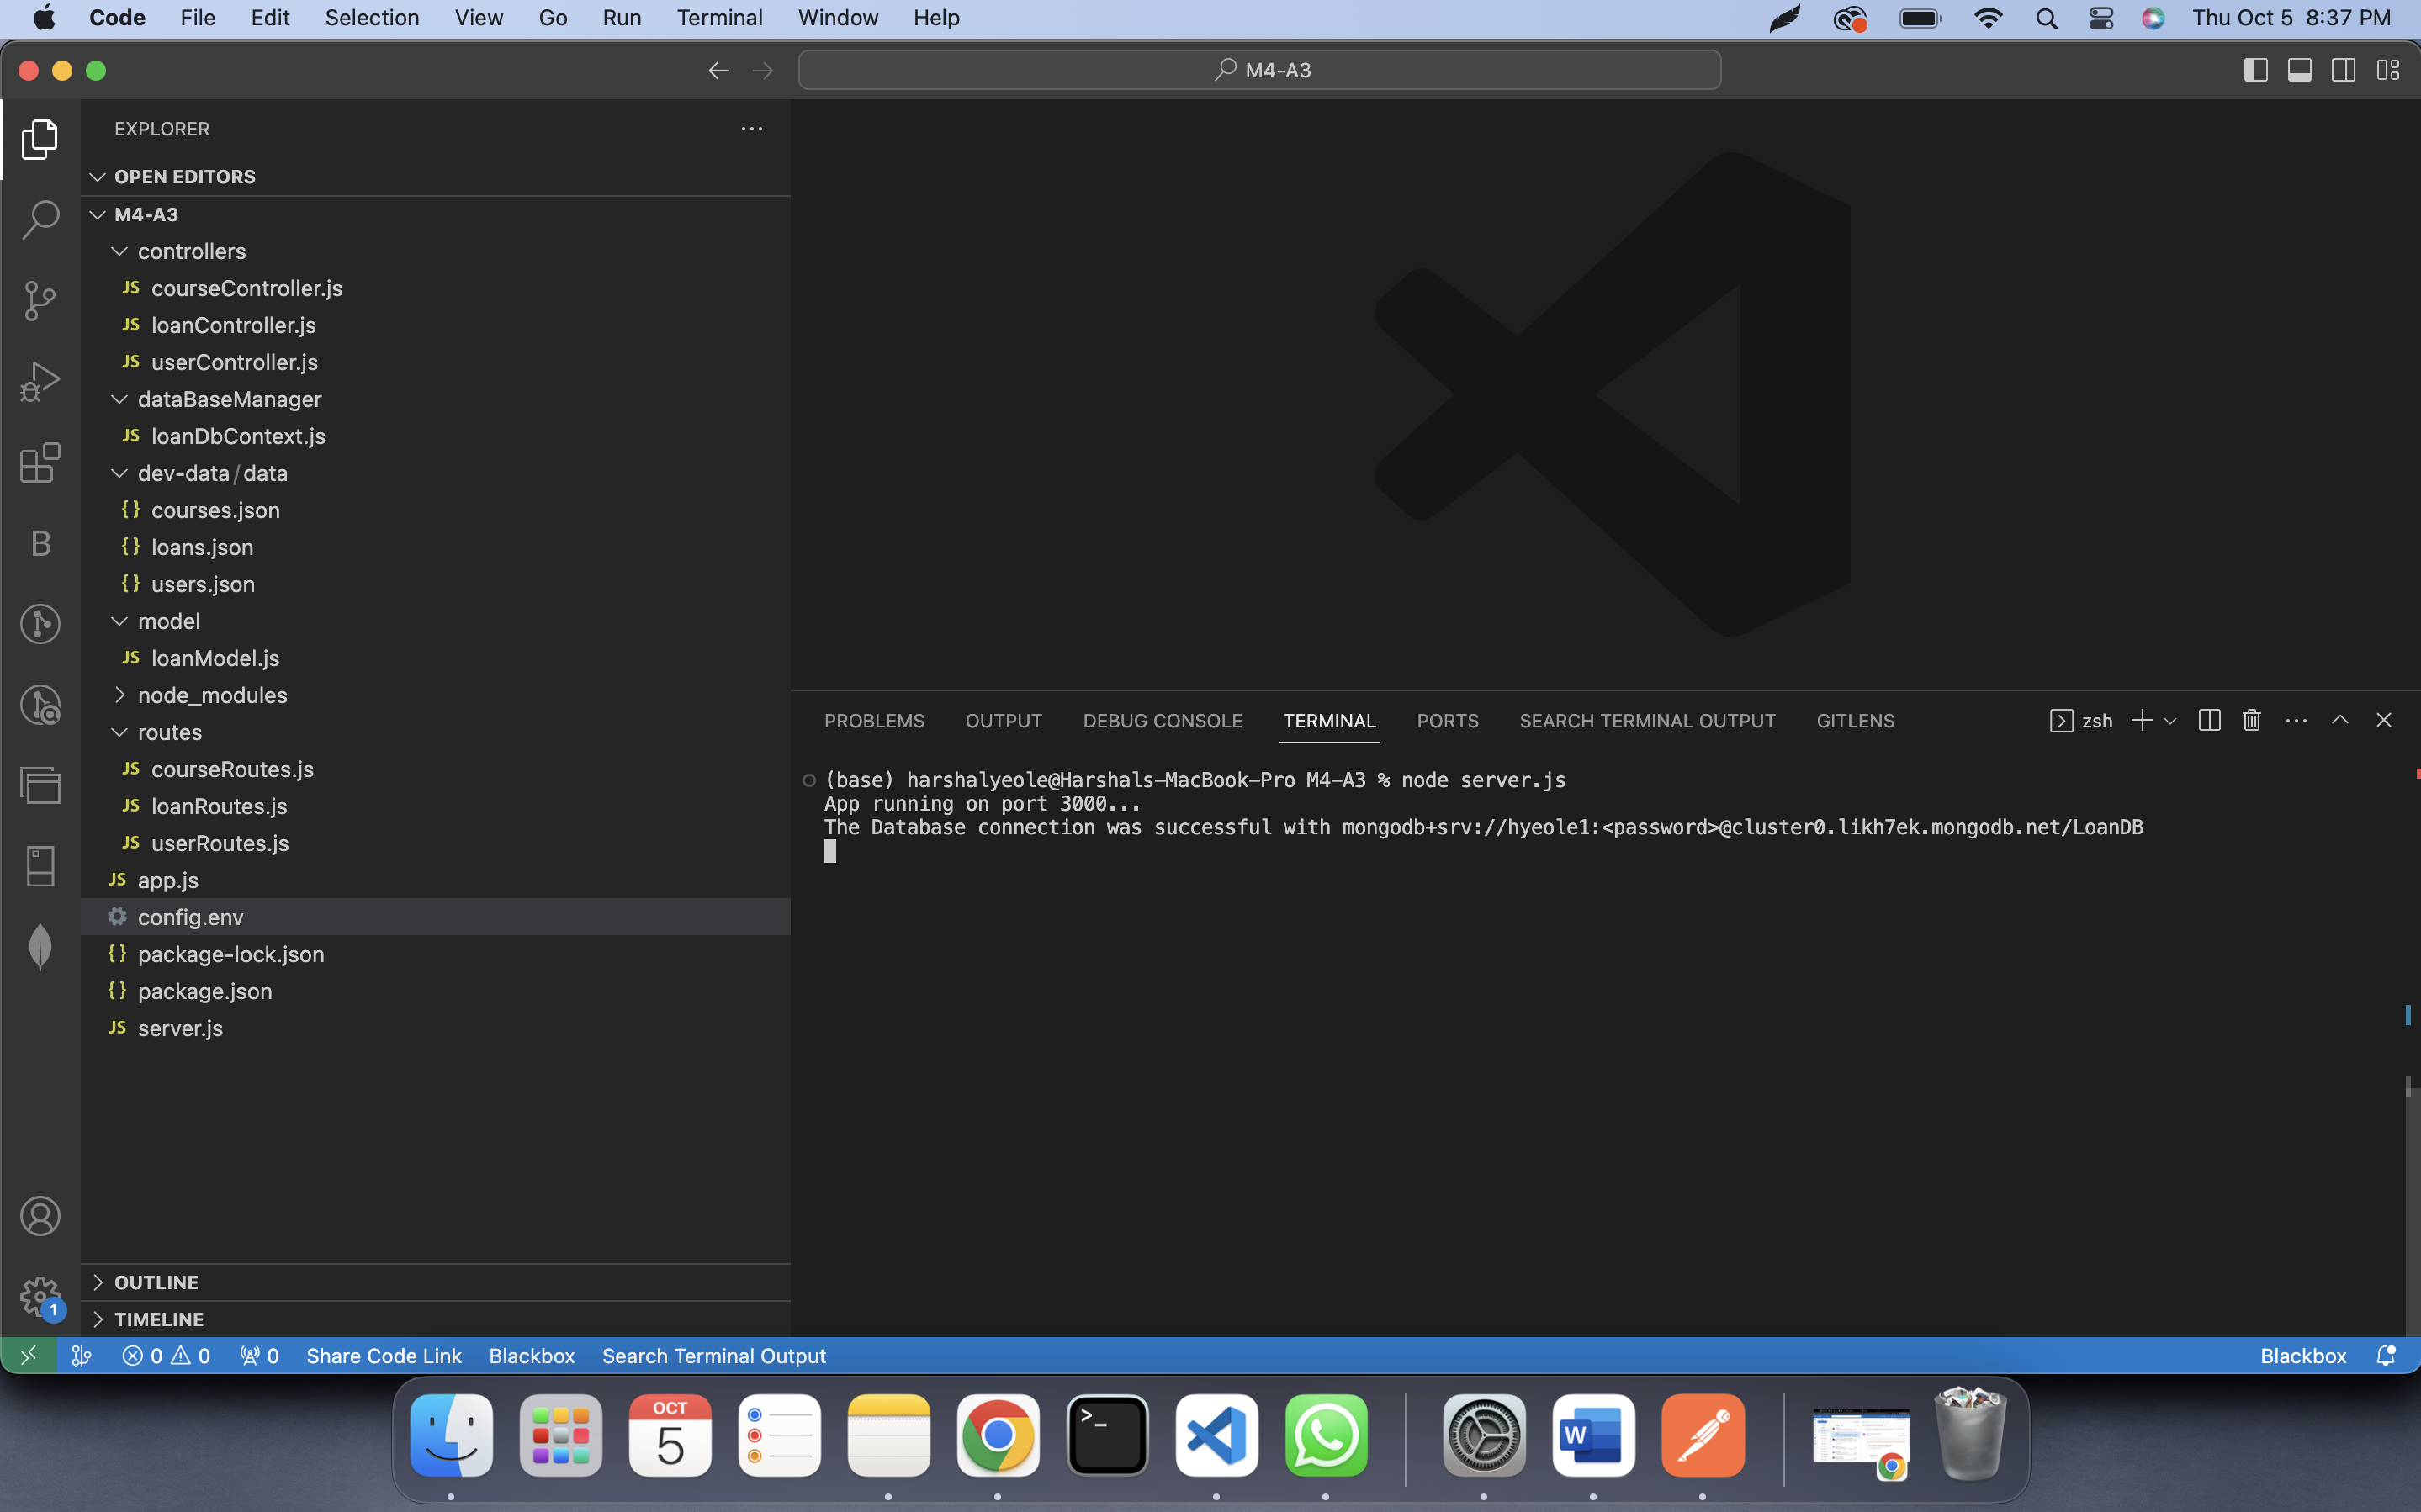 Code File Edit Selection View Go Run Terminal Window Help Thu Oct 5 8:37 PM
M4-A3
EXPLORER
OPEN EDITORS
M4-A3
controllers
JS courseController.js
JS loanController.js
JS userController.js
dataBaseManager
JS loanDbContext.js
dev-data/data
{} courses.json
{} loans.json
{} users.json
model
JS loanModel.js
node_modules
routes
JS courseRoutes.js
JS loanRoutes.js
JS userRoutes.js
JS app.js
config.env
{} package-lock.json
{} package.json
JS server.js
OUTLINE
TIMELINE
B
1
PROBLEMS OUTPUT DEBUG CONSOLE TERMINAL PORTS SEARCH TERMINAL OUTPUT GITLENS zsh
(base) harshalyeole@Harshals-MacBook-Pro M4-A3 % node server.js
App running on port 3000...
The Database connection was successful with mongodb+srv://hyeole1:<password>@cluster0.likh7ek.mongodb.net/LoanDB
0 0 0 Share Code Link Blackbox Search Terminal Output Blackbox
OCT
5
>_
W